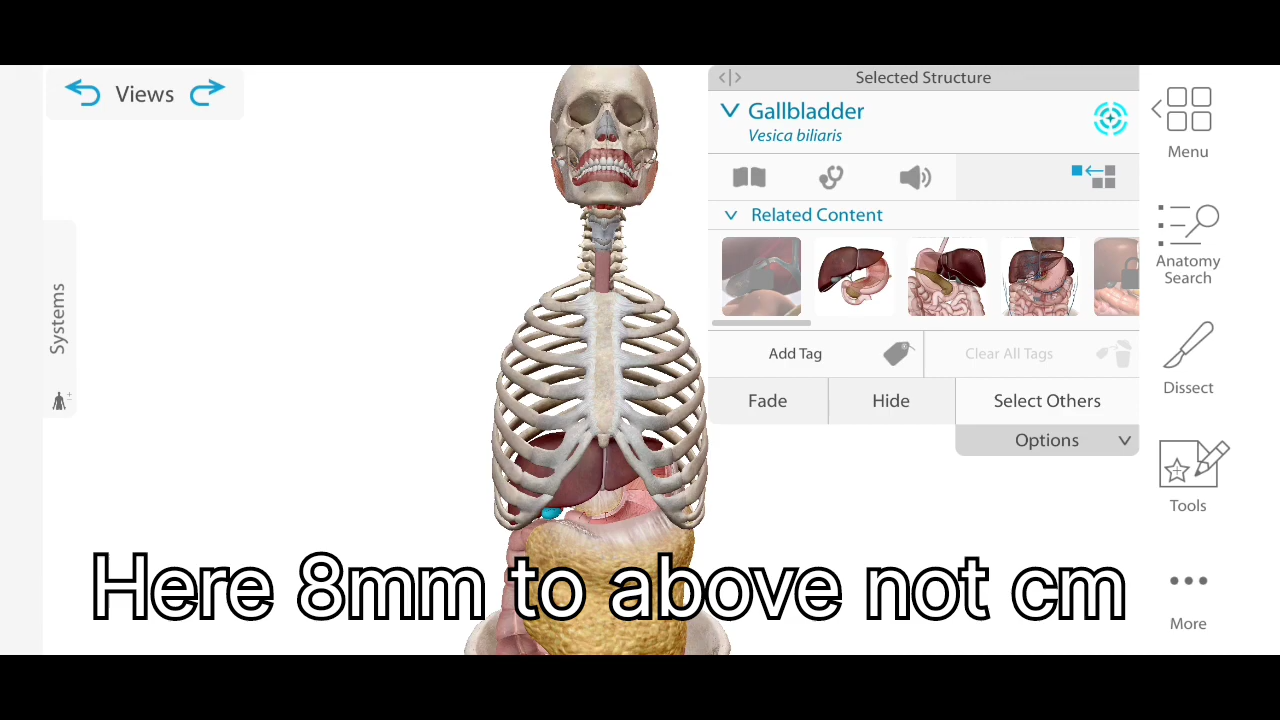 Views
Systems
Selected Structure
Gallbladder
Vesica biliaris
Related Content
Add Tag
Clear All Tags
Fade
Hide
Select Others
Options
Menu
Anatomy
Search
Dissect
Tools
More
Here 8mm to above not cm